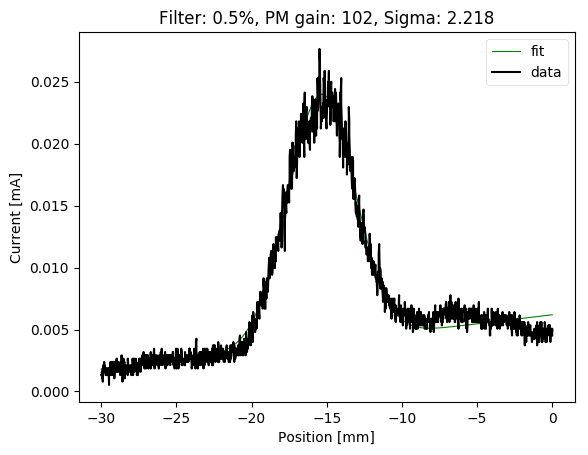 Filter: 0.5%, PM gain: 102, Sigma: 2.218
fit
data
0.025
0.020
0.015
0.010
0.005
0.000
Current [mA]
−30
−25
−20
−15
−10
−5
0
Position [mm]